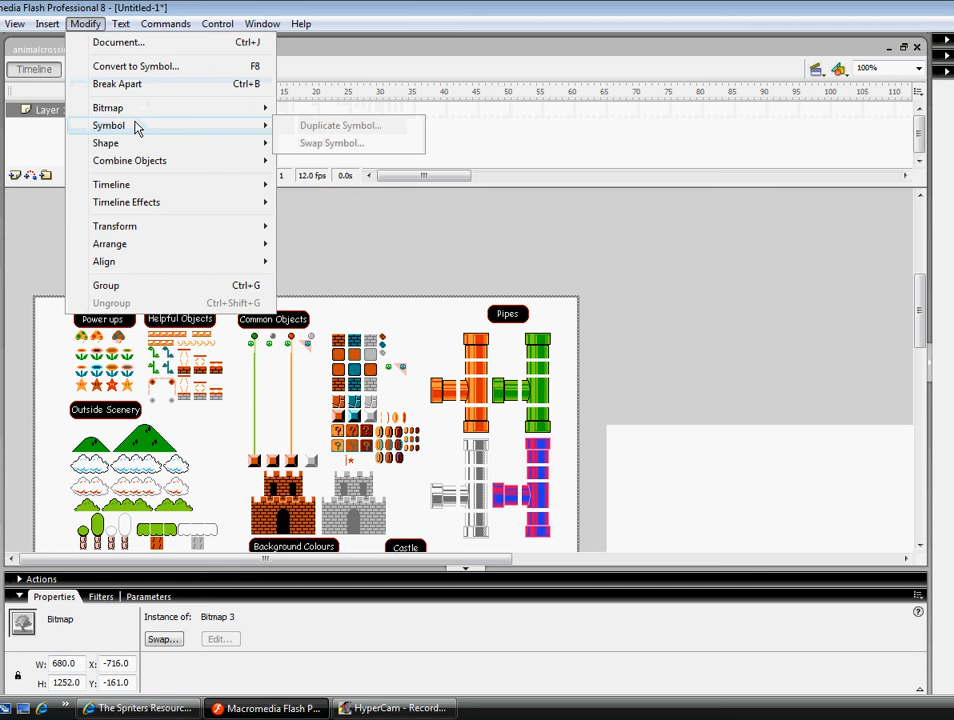 media Flash Professional 8 - [Untitled-1*]
View Insert Modify Text Commands Control Window Help
Document... Ctrl+J
animalcrossin
Convert to Symbol... F8
Timeline
100%
Break Apart Ctrl+B
15 20 25 30 35 40 45 50 55 60 65 70 75 80 85 90 95 100 105 110
Layer
Bitmap
Symbol
Duplicate Symbol...
Shape
Swap Symbol...
Combine Objects
1 12.0 fps 0.0s
Timeline
Timeline Effects
Transform
Arrange
Align
Group Ctrl+G
Ungroup Ctrl+Shift+G
Power ups
Helpful Objects
Common Objects
Pipes
Outside Scenery
Background Colours
Castle
Actions
Properties Filters Parameters
Bitmap
Instance of: Bitmap 3
Swap... Edit...
W: 680.0 X: -716.0
H: 1252.0 Y: -161.0
The Spriters Resourc...
Macromedia Flash P...
HyperCam - Record...